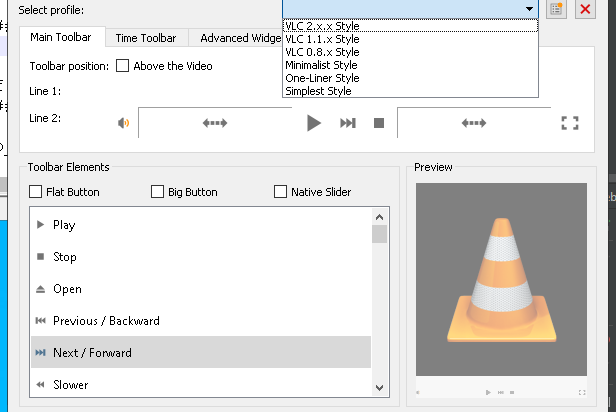 Select profile:
VLC 2.x.x Style
VLC 1.1.x Style
VLC 0.8.x Style
Minimalist Style
One-Liner Style
Simplest Style
Main Toolbar
Time Toolbar
Advanced Widge
Toolbar position:
Above the Video
Line 1:
Line 2:
Toolbar Elements
Preview
Flat Button
Big Button
Native Slider
Play
Stop
Open
Previous / Backward
Next / Forward
Slower